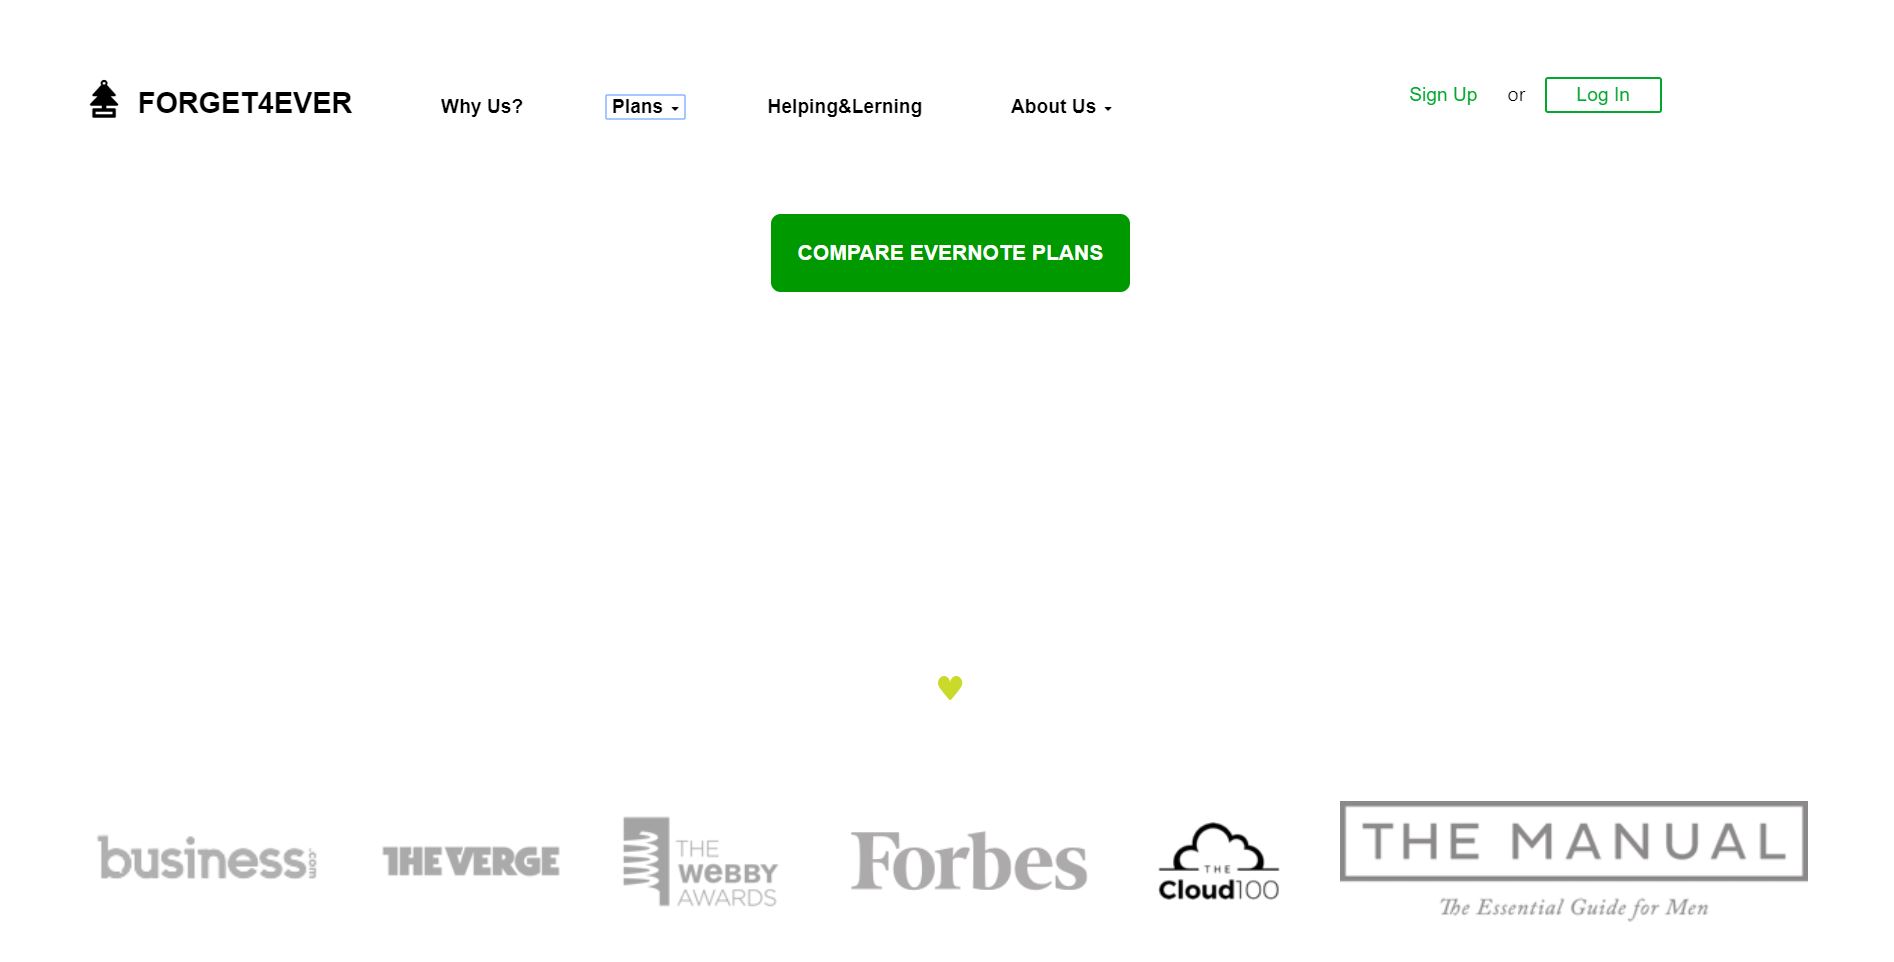 FORGET4EVER
Why Us?
Plans
Helping&Lerning
About Us
Sign Up or Log In
COMPARE EVERNOTE PLANS
business.com
THE VERGE
THE WEBBY AWARDS
Forbes
THE Cloud100
THE MANUAL
The Essential Guide for Men